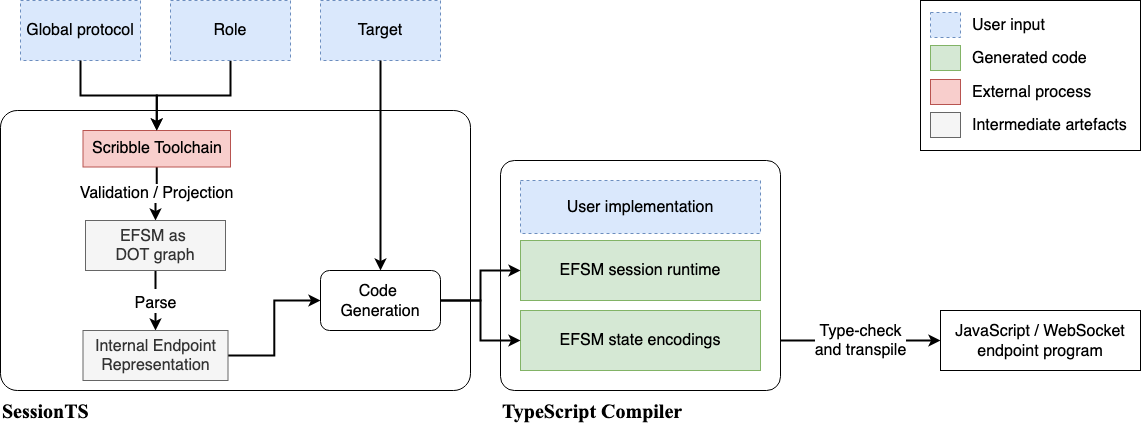 Global protocol
Role
Target
User input
Generated code
External process
Intermediate artefacts
Scribble Toolchain
Validation / Projection
EFSM as
DOT graph
Parse
Internal Endpoint
Representation
Code
Generation
User implementation
EFSM session runtime
EFSM state encodings
Type-check
and transpile
JavaScript / WebSocket
endpoint program
SessionTS
TypeScript Compiler